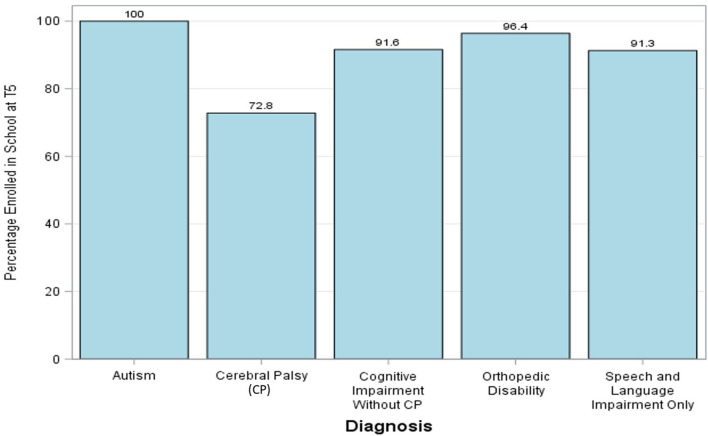 Percentage Enrolled in School at T5
100
80
60
40
20
0
100
72.8
91.6
96.4
91.3
Autism
Cerebral Palsy
(CP)
Cognitive
Impairment
Without CP
Orthopedic
Disability
Speech and
Language
Impairment Only
Diagnosis